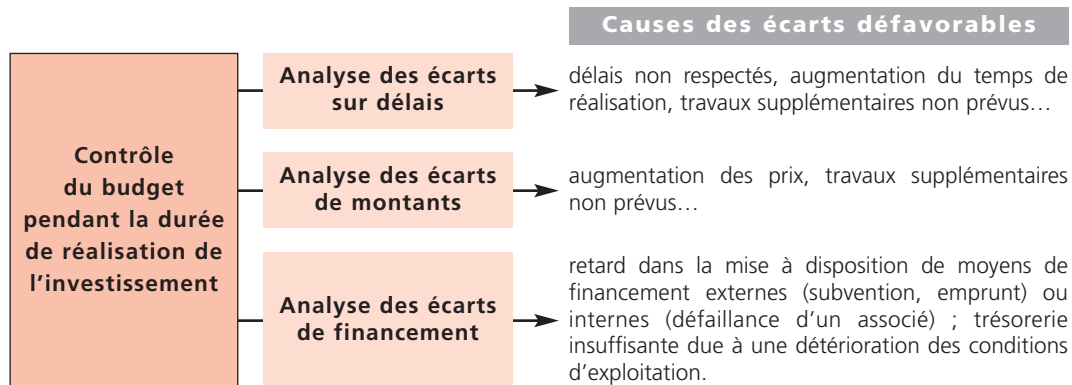 Causes des écarts défavorables
Contrôle
du budget
pendant la durée
de réalisation de
l'investissement
Analyse des écarts
sur délais
délais non respectés, augmentation du temps de
réalisation, travaux supplémentaires non prévus…
Analyse des écarts
de montants
augmentation des prix, travaux supplémentaires
non prévus…
Analyse des écarts
de financement
retard dans la mise à disposition de moyens de
financement externes (subvention, emprunt) ou
internes (défaillance d'un associé) ; trésorerie
insuffisante due à une détérioration des conditions
d'exploitation.